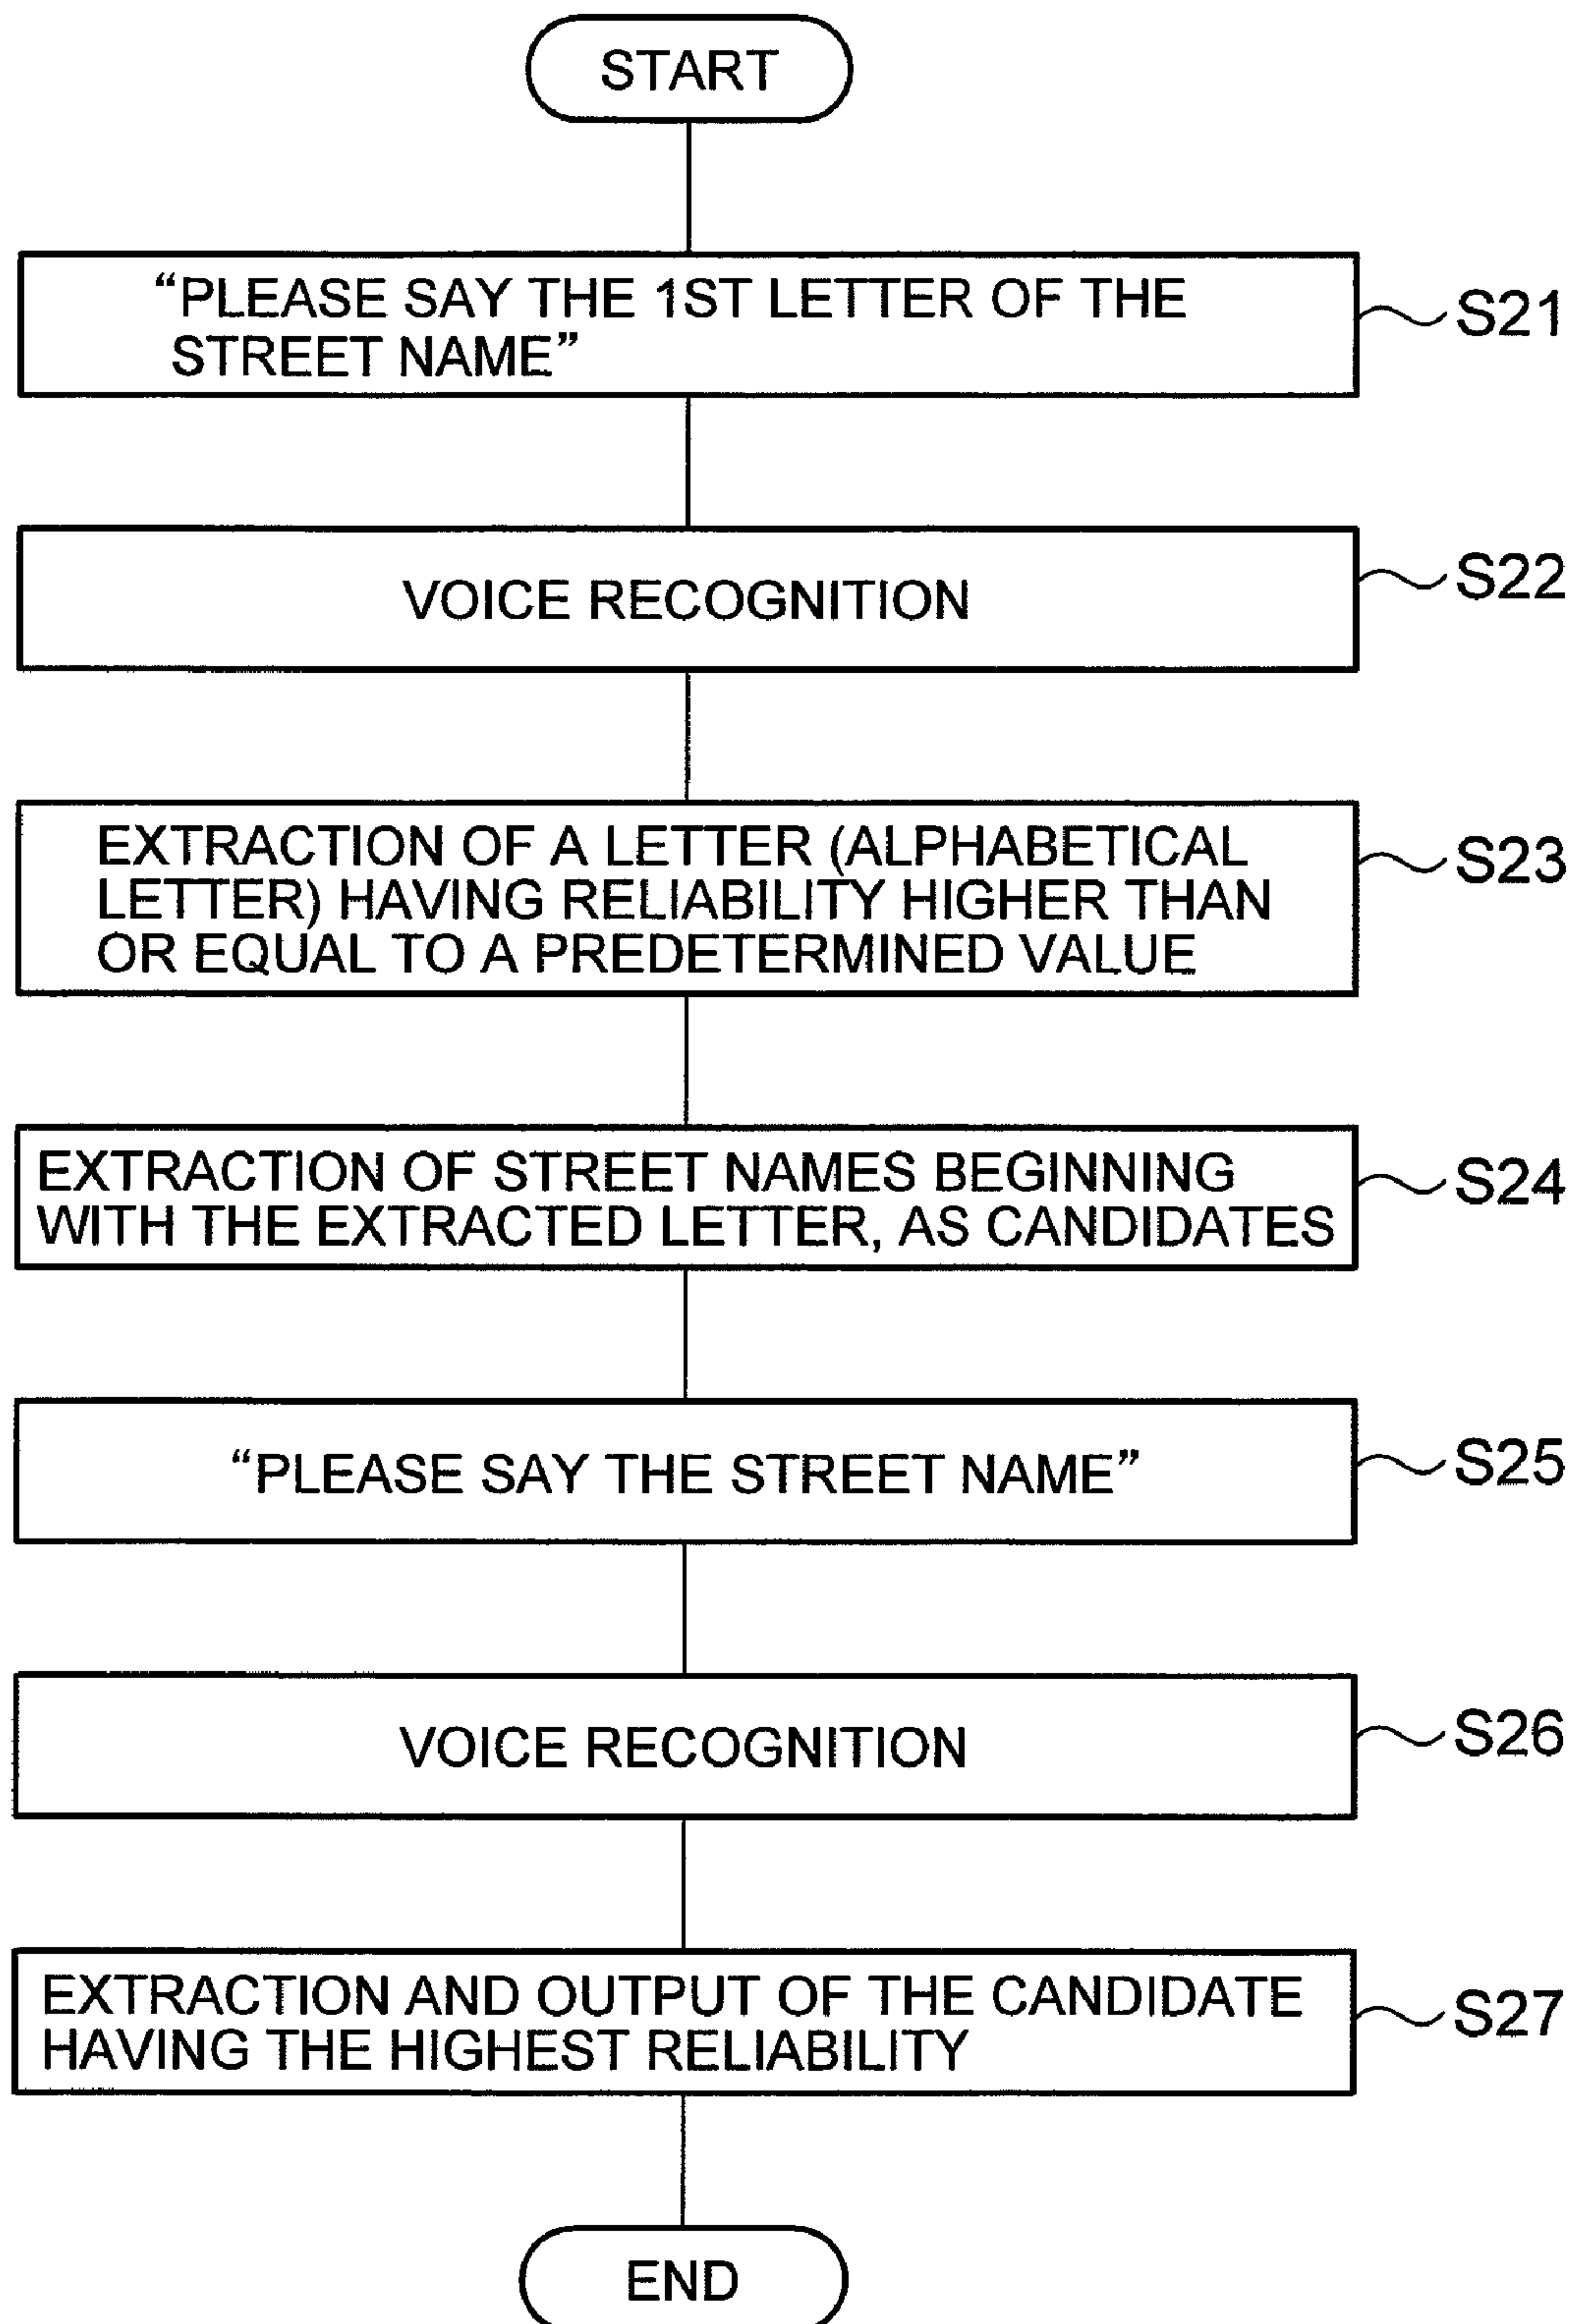 START
“PLEASE SAY THE 1ST LETTER OF THE
STREET NAME”
S21
VOICE RECOGNITION
S22
EXTRACTION OF A LETTER (ALPHABETICAL
LETTER) HAVING RELIABILITY HIGHER THAN
OR EQUAL TO A PREDETERMINED VALUE
S23
EXTRACTION OF STREET NAMES BEGINNING
WITH THE EXTRACTED LETTER, AS CANDIDATES
S24
“PLEASE SAY THE STREET NAME”
S25
VOICE RECOGNITION
S26
EXTRACTION AND OUTPUT OF THE CANDIDATE
HAVING THE HIGHEST RELIABILITY
S27
END